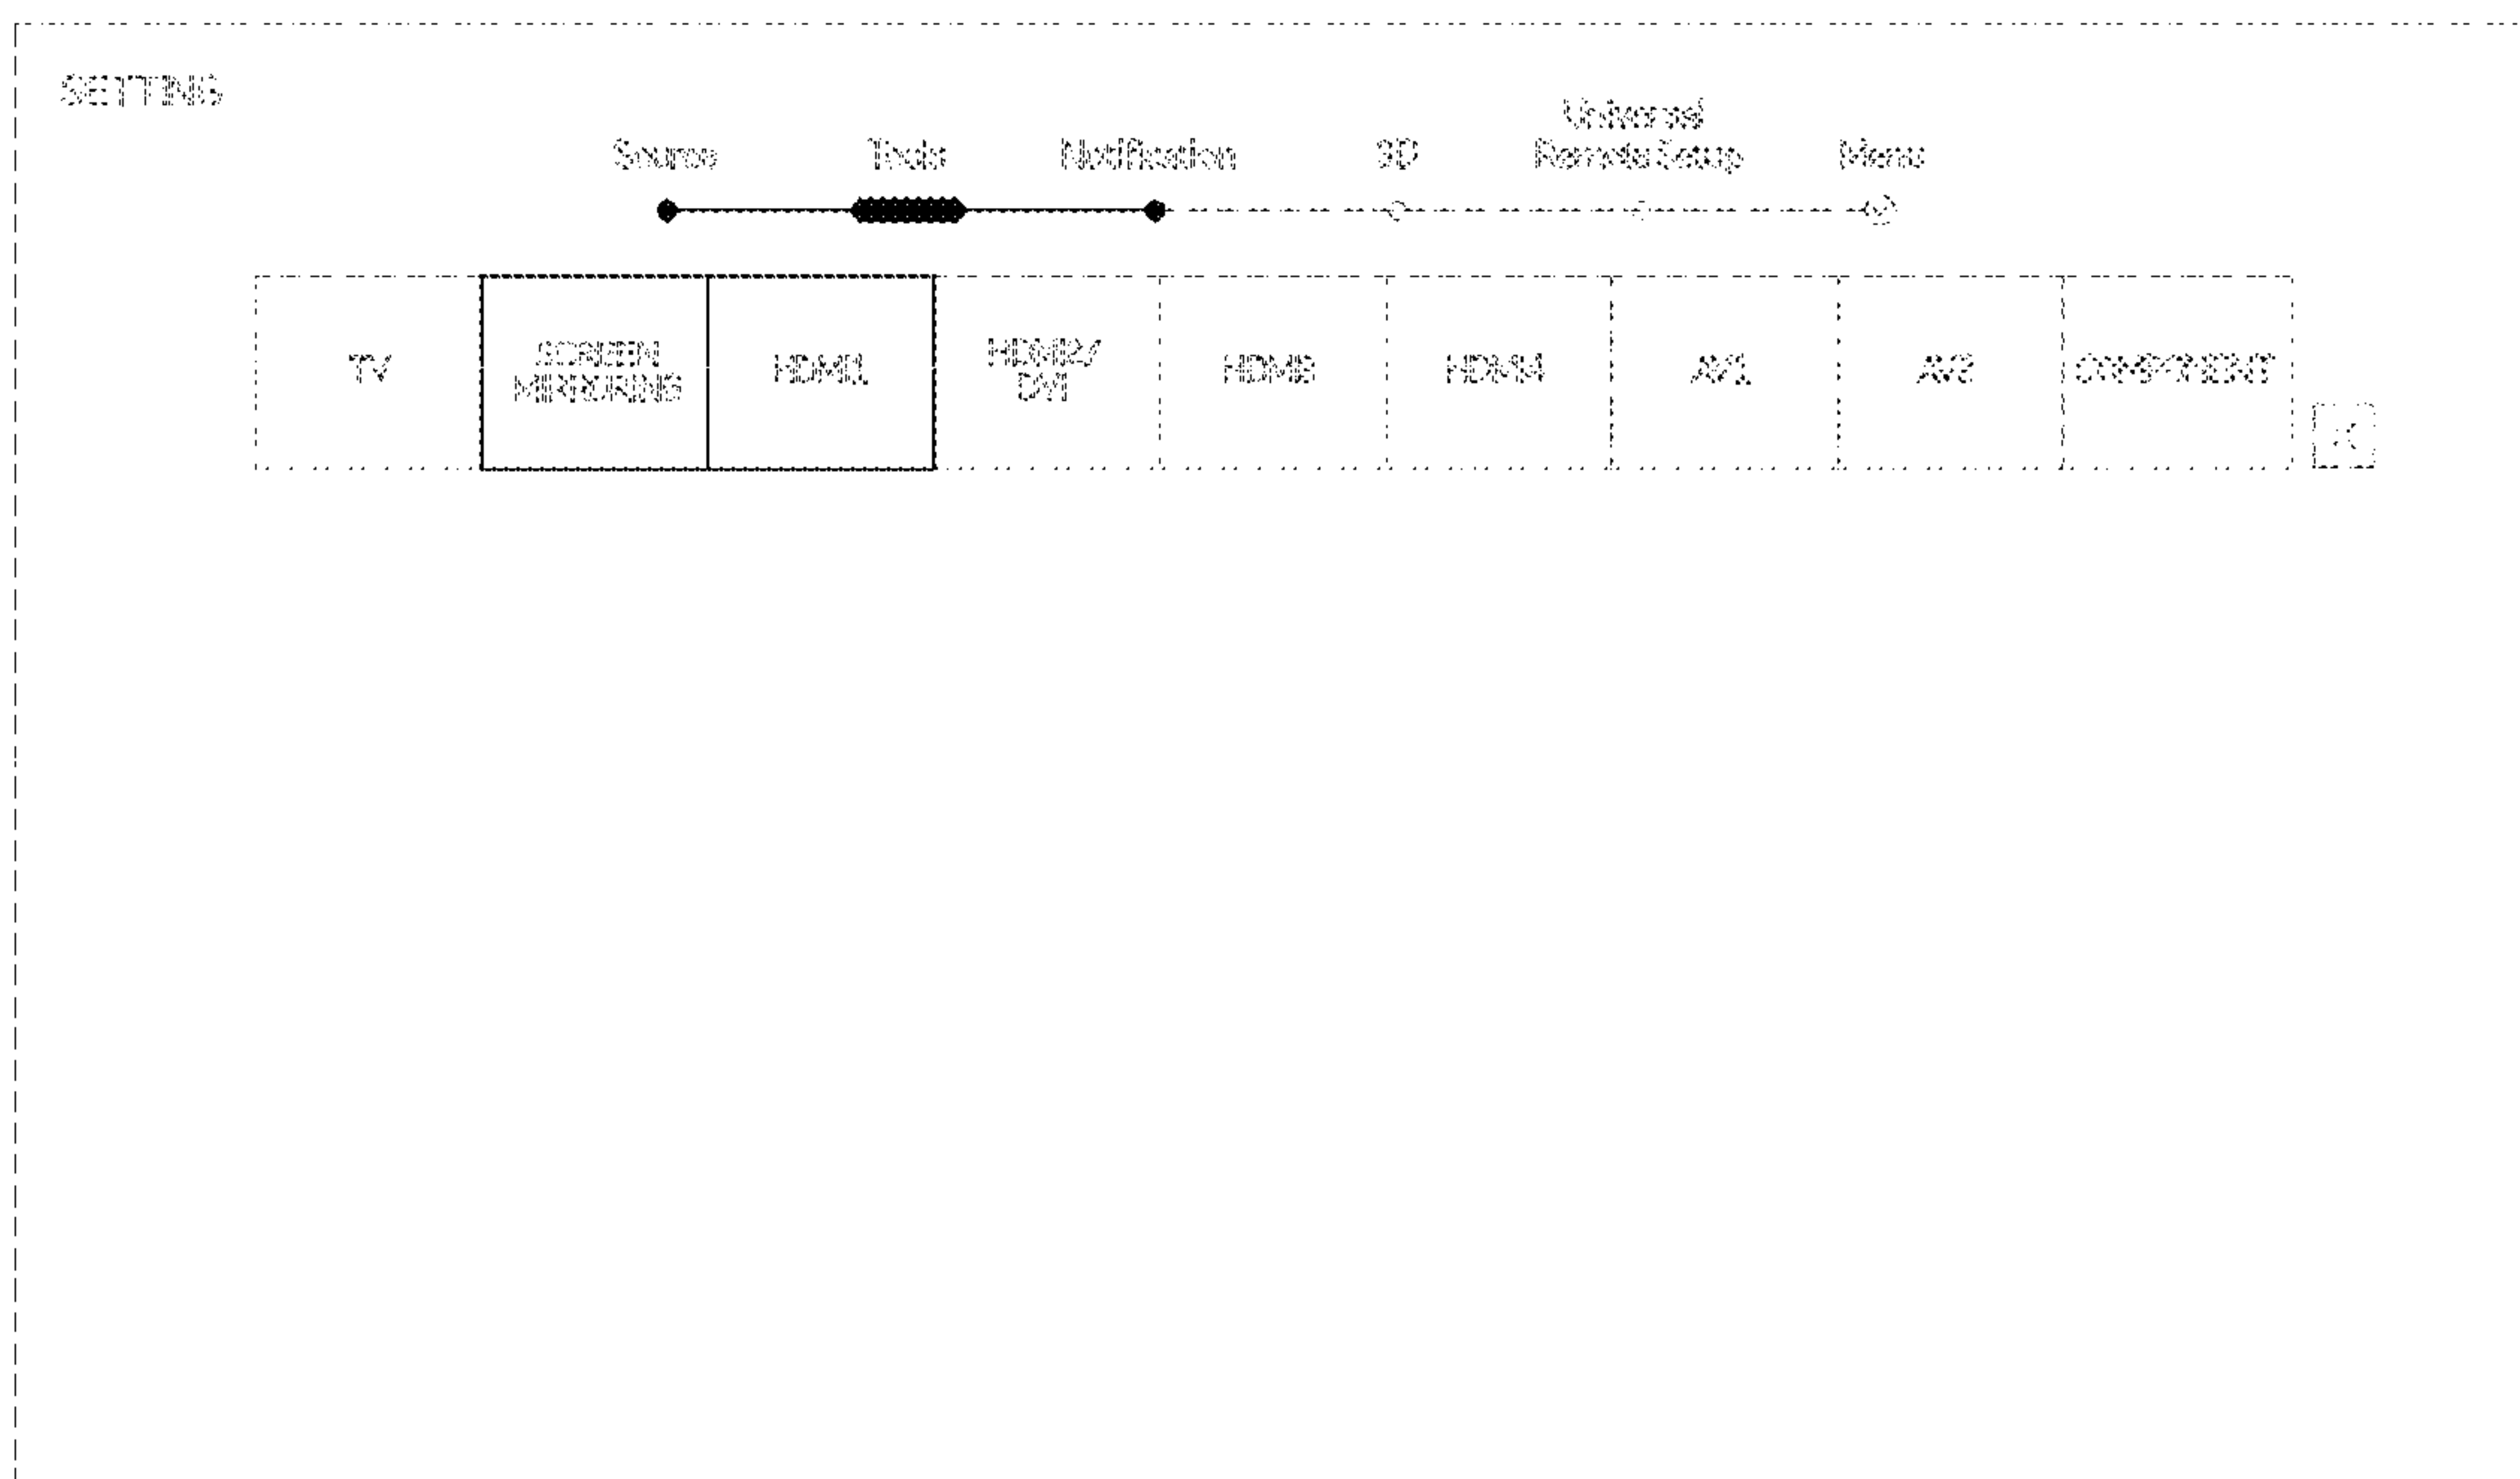 SETTING
Universal
Source Tools Notification 3D Remote Setup Menu
SCREEN HDMI2/
TV MIRRORING HDMI1 DVI HDMI3 HDMI4 AV1 AV2 COMPONENT